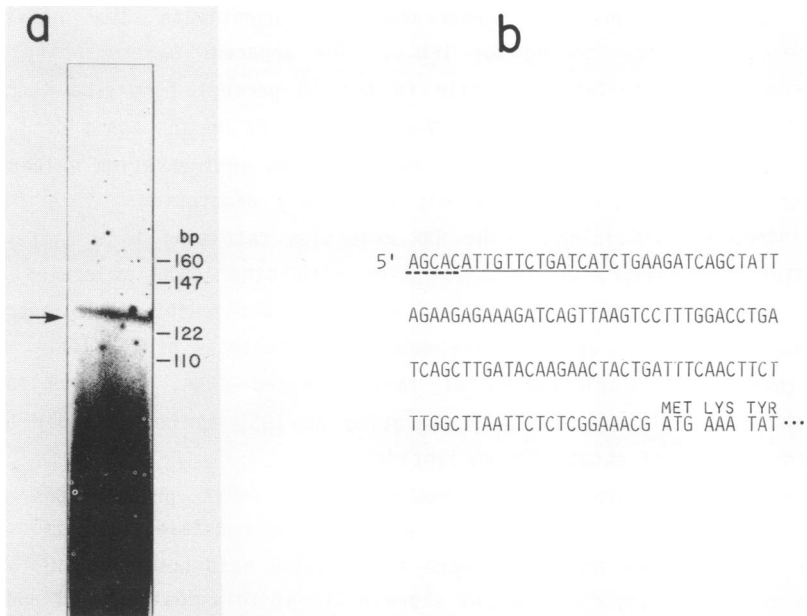 a
b
bp
160
147
122
110
5' AGCACATTGTTCTGATCATCTGAAGATCAGCTATT
AGAAGAGAAAGATCAGTTAAGTCCTTTGGACCTGA
TCAGCTTGATACAAGAACTACTGATTTCAACTTCT
MET LYS TYR
TTGGCTTAATTCTCTCGGAAACG ATG AAA TAT ...